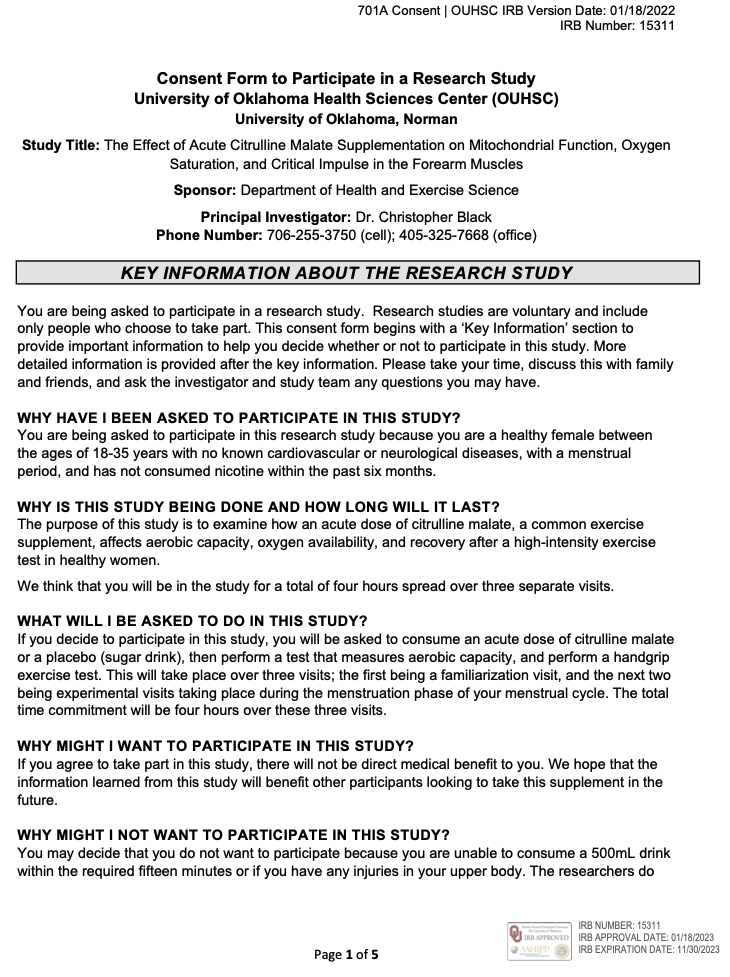 701A Consent | OUHSC IRB Version Date: 01/18/2022
IRB Number: 15311
Consent Form to Participate in a Research Study
University of Oklahoma Health Sciences Center (OUHSC)
University of Oklahoma, Norman
Study Title: The Effect of Acute Citrulline Malate Supplementation on Mitochondrial Function, Oxygen
Saturation, and Critical Impulse in the Forearm Muscles
Sponsor: Department of Health and Exercise Science
Principal Investigator: Dr. Christopher Black
Phone Number: 706-255-3750 (cell); 405-325-7668 (office)
KEY INFORMATION ABOUT THE RESEARCH STUDY
You are being asked to participate in a research study.  Research studies are voluntary and include
only people who choose to take part. This consent form begins with a ‘Key Information’ section to
provide important information to help you decide whether or not to participate in this study. More
detailed information is provided after the key information. Please take your time, discuss this with family
and friends, and ask the investigator and study team any questions you may have.
WHY HAVE I BEEN ASKED TO PARTICIPATE IN THIS STUDY?
You are being asked to participate in this research study because you are a healthy female between
the ages of 18-35 years with no known cardiovascular or neurological diseases, with a menstrual
period, and has not consumed nicotine within the past six months.
WHY IS THIS STUDY BEING DONE AND HOW LONG WILL IT LAST?
The purpose of this study is to examine how an acute dose of citrulline malate, a common exercise
supplement, affects aerobic capacity, oxygen availability, and recovery after a high-intensity exercise
test in healthy women.
We think that you will be in the study for a total of four hours spread over three separate visits.
WHAT WILL I BE ASKED TO DO IN THIS STUDY?
If you decide to participate in this study, you will be asked to consume an acute dose of citrulline malate
or a placebo (sugar drink), then perform a test that measures aerobic capacity, and perform a handgrip
exercise test. This will take place over three visits; the first being a familiarization visit, and the next two
being experimental visits taking place during the menstruation phase of your menstrual cycle. The total
time commitment will be four hours over these three visits.
WHY MIGHT I WANT TO PARTICIPATE IN THIS STUDY?
If you agree to take part in this study, there will not be direct medical benefit to you. We hope that the
information learned from this study will benefit other participants looking to take this supplement in the
future.
WHY MIGHT I NOT WANT TO PARTICIPATE IN THIS STUDY?
You may decide that you do not want to participate because you are unable to consume a 500mL drink
within the required fifteen minutes or if you have any injuries in your upper body. The researchers do
IRB APPROVED
IRB NUMBER: 15311
IRB APPROVAL DATE: 01/18/2023
IRB EXPIRATION DATE: 11/30/2023
Page 1 of 5